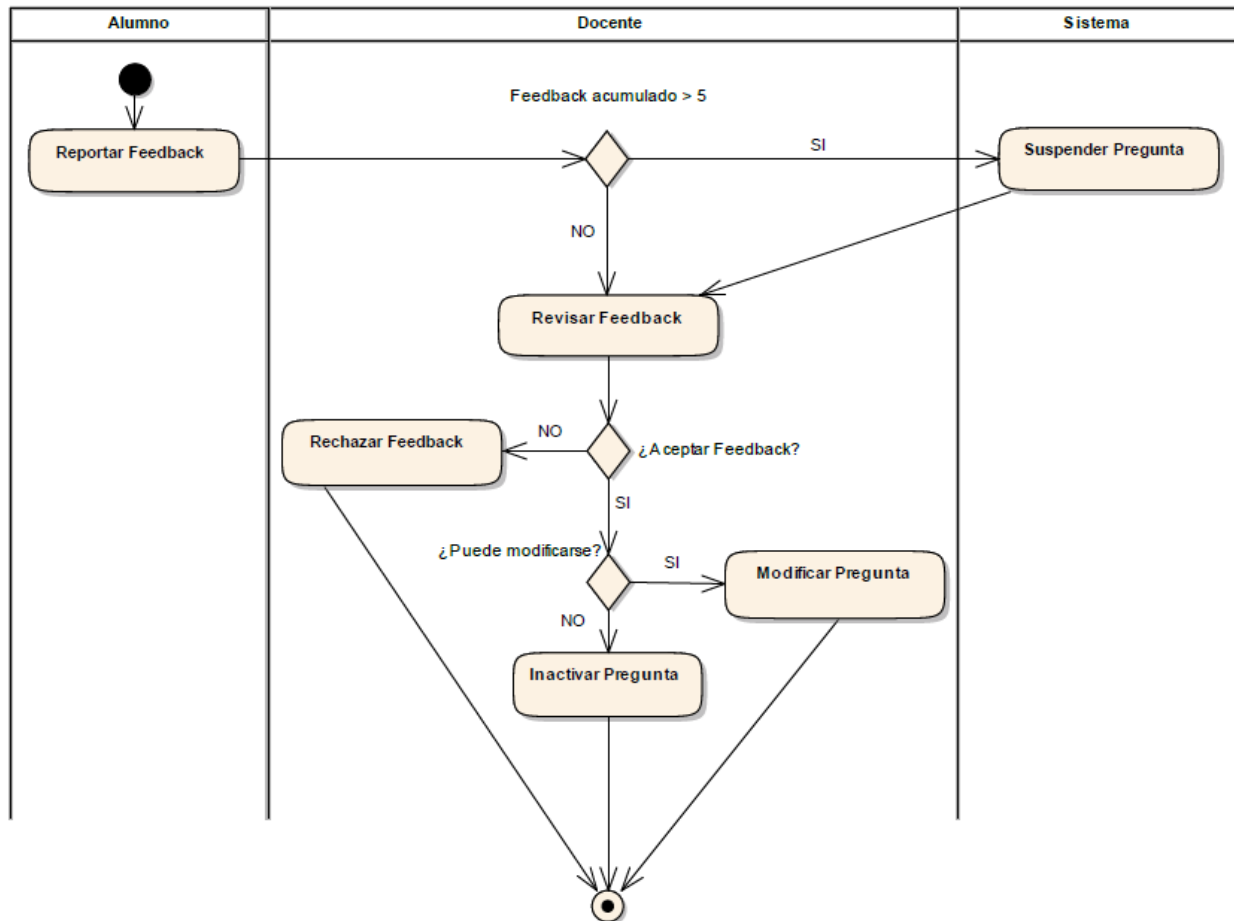 Alumno
Docente
Sistema
Feedback acumulado > 5
Reportar Feedback
SI
Suspender Pregunta
NO
Revisar Feedback
Rechazar Feedback
NO
¿Aceptar Feedback?
SI
¿Puede modificarse?
SI
Modificar Pregunta
NO
Inactivar Pregunta